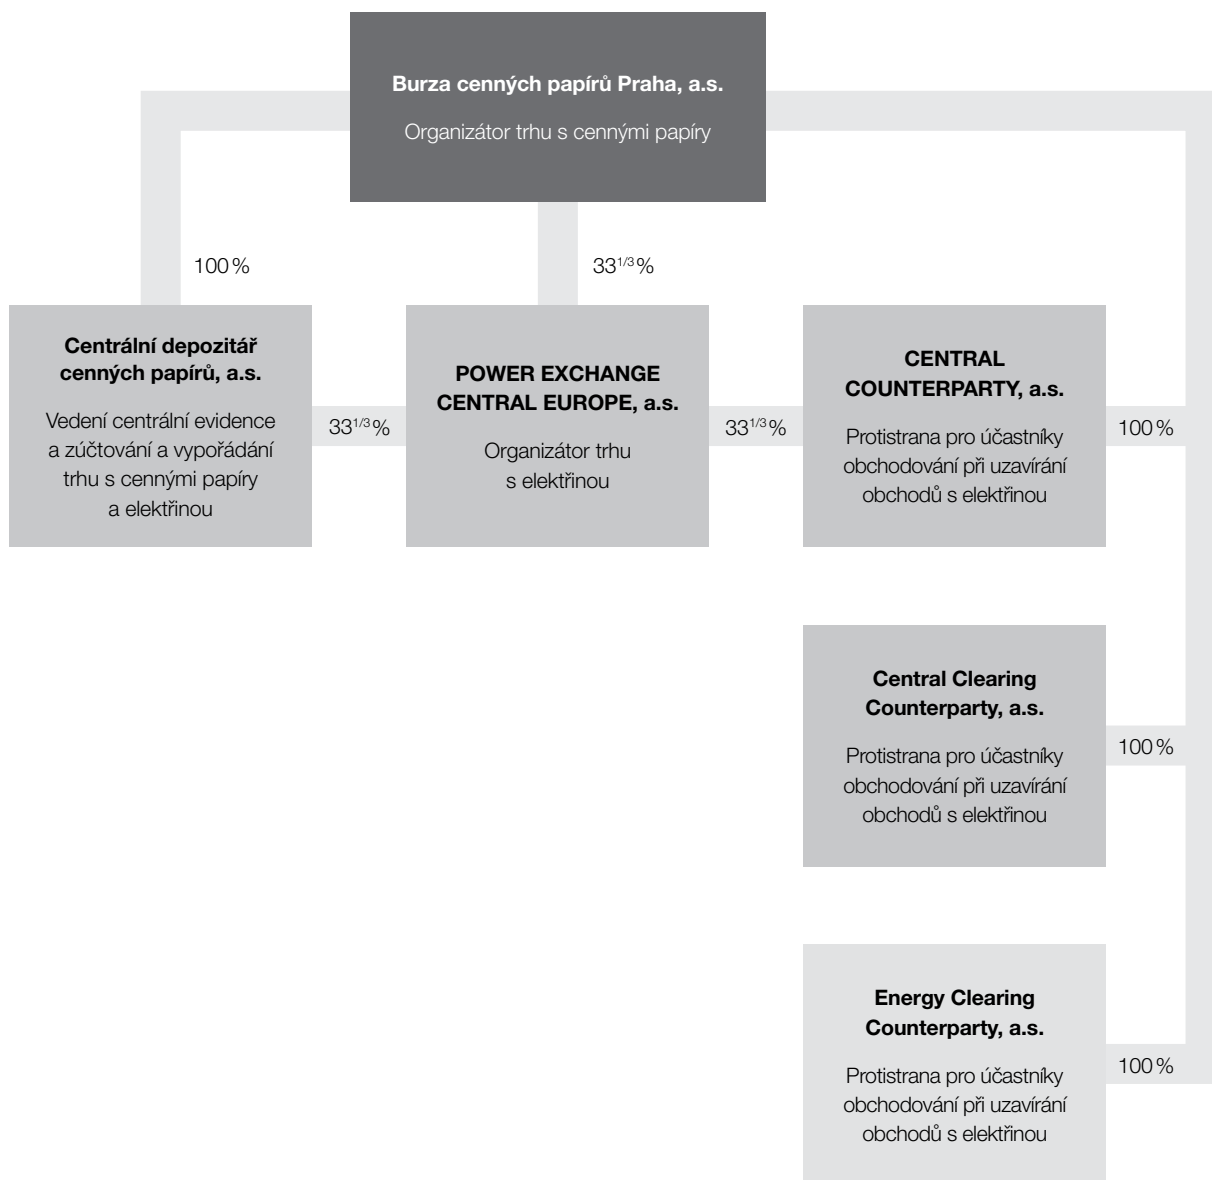 Burza cenných papírů Praha, a.s.
Organizátor trhu s cennými papíry
100 %
33 1/3 %
Centrální depozitář
cenných papírů, a.s.
Vedení centrální evidence
a zúčtování a vypořádání
trhu s cennými papíry
a elektřinou
33 1/3 %
POWER EXCHANGE
CENTRAL EUROPE, a.s.
Organizátor trhu
s elektřinou
33 1/3 %
CENTRAL
COUNTERPARTY, a.s.
Protistrana pro účastníky
obchodování při uzavírání
obchodů s elektřinou
100 %
Central Clearing
Counterparty, a.s.
Protistrana pro účastníky
obchodování při uzavírání
obchodů s elektřinou
100 %
Energy Clearing
Counterparty, a.s.
Protistrana pro účastníky
obchodování při uzavírání
obchodů s elektřinou
100 %